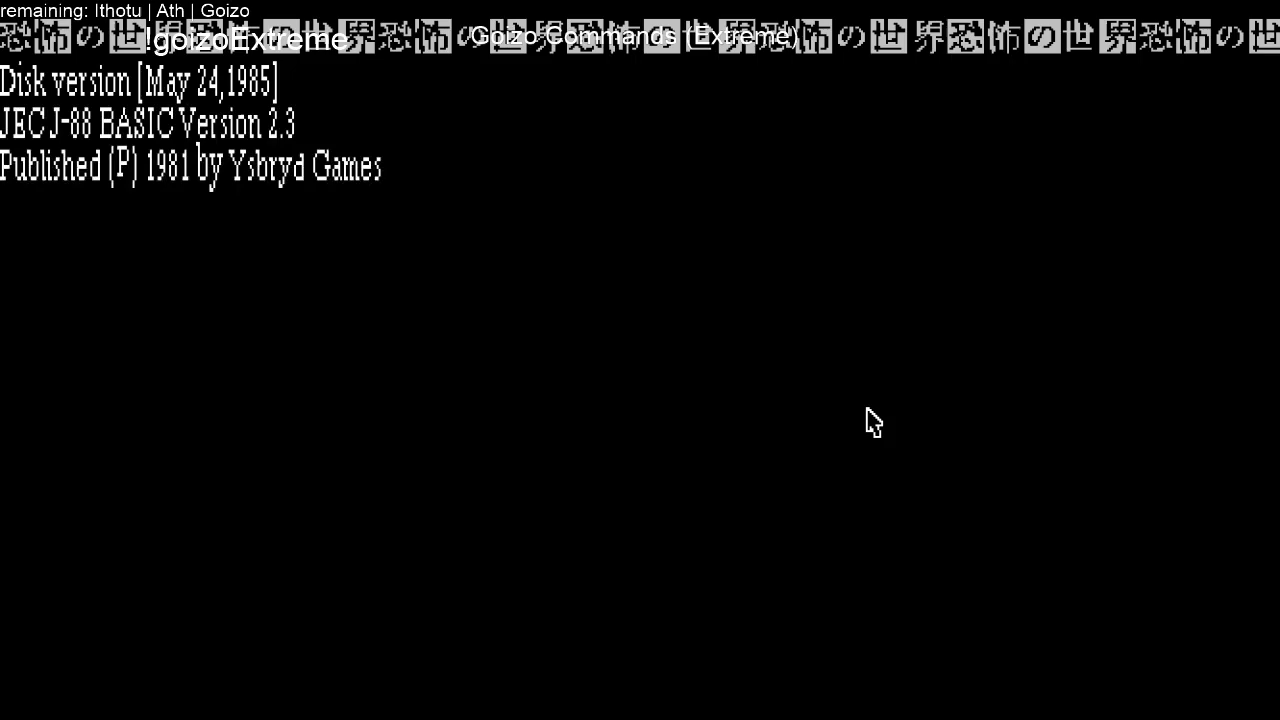 remaining: Ithotu | Ath | Goizo
恐怖の世界恐怖の世界恐怖の世界恐怖の世界恐怖の世界恐怖の世界恐怖の世
!goizoExtreme
Goizo Commands (Extreme)
Disk version [May 24,1985]
JEC J-88 BASIC Version 2.3
Published (P) 1981 by Ysbryd Games